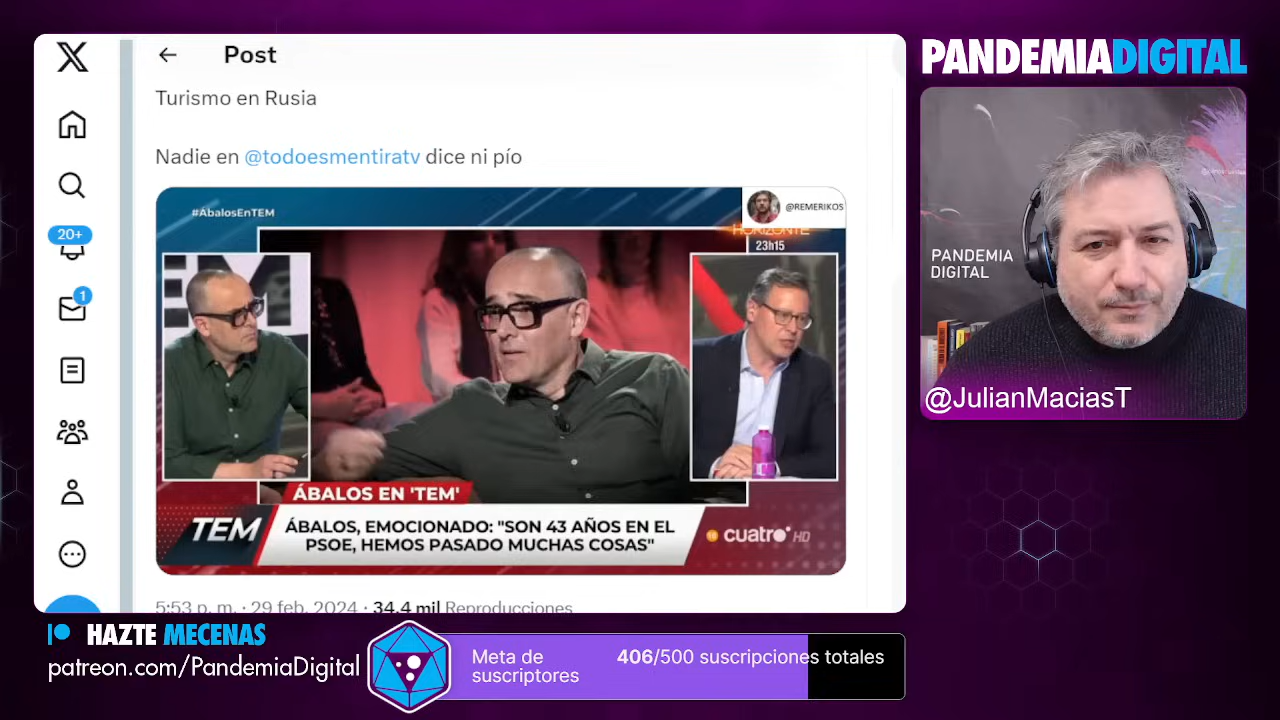 Post
Turismo en Rusia
Nadie en @todoesmentiratv dice ni pío
#ÁbalosEnTEM
@REMERIKOS
HORIZONTE
23h15
ÁBALOS EN 'TEM'
TEM
ÁBALOS, EMOCIONADO: "SON 43 AÑOS EN EL
PSOE, HEMOS PASADO MUCHAS COSAS"
cuatro HD
5:53 p. m. · 29 feb. 2024 · 34,4 mil Reproducciones
20+
1
PANDEMIADIGITAL
PANDEMIA
DIGITAL
@JulianMaciasT
HAZTE MECENAS
patreon.com/PandemiaDigital
Meta de
suscriptores
406/500 suscripciones totales